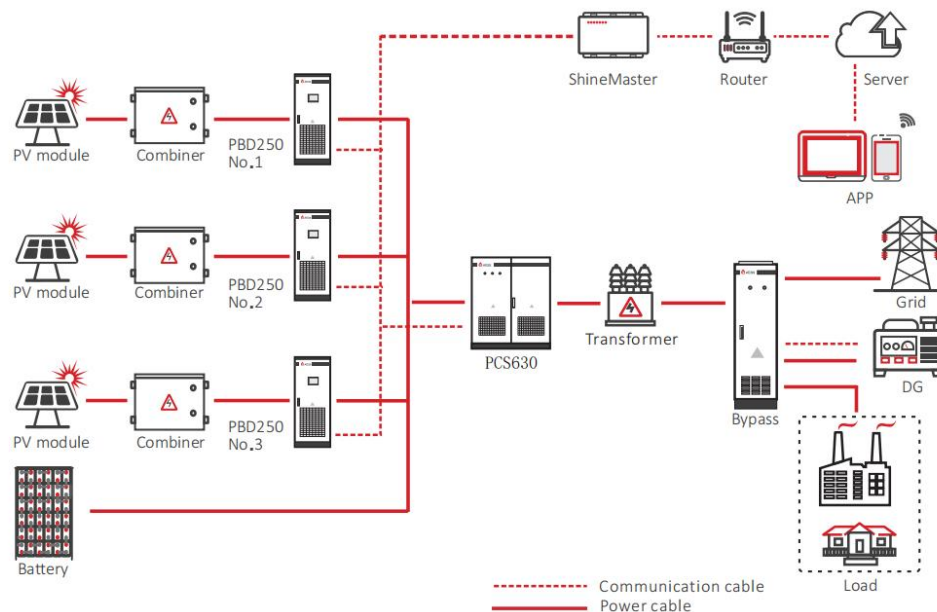 ShineMaster
Router
Server
PV module
Combiner
PBD250
No.1
APP
PV module
Combiner
PBD250
No.2
Grid
PCS630
Transformer
DG
PV module
Combiner
PBD250
No.3
Bypass
Battery
Load
Communication cable
Power cable